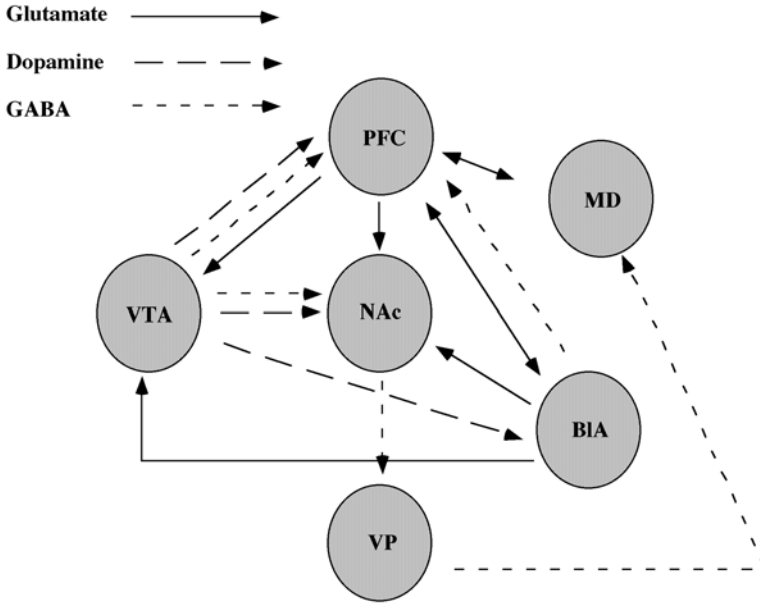 Glutamate
Dopamine
GABA
PFC
MD
VTA
NAc
BlA
VP